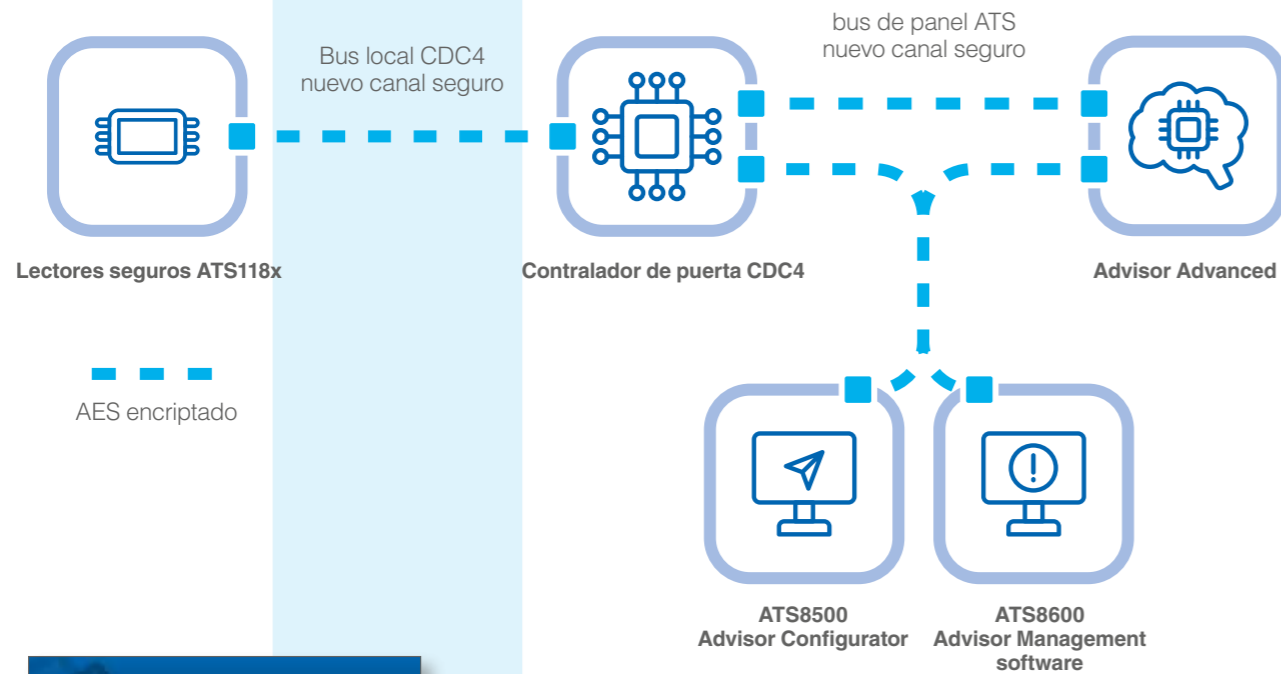 Bus local CDC4
nuevo canal seguro
bus de panel ATS
nuevo canal seguro
Lectores seguros ATS118x
Contralador de puerta CDC4
Advisor Advanced
AES encriptado
ATS8500
Advisor Configurator
ATS8600
Advisor Management
software